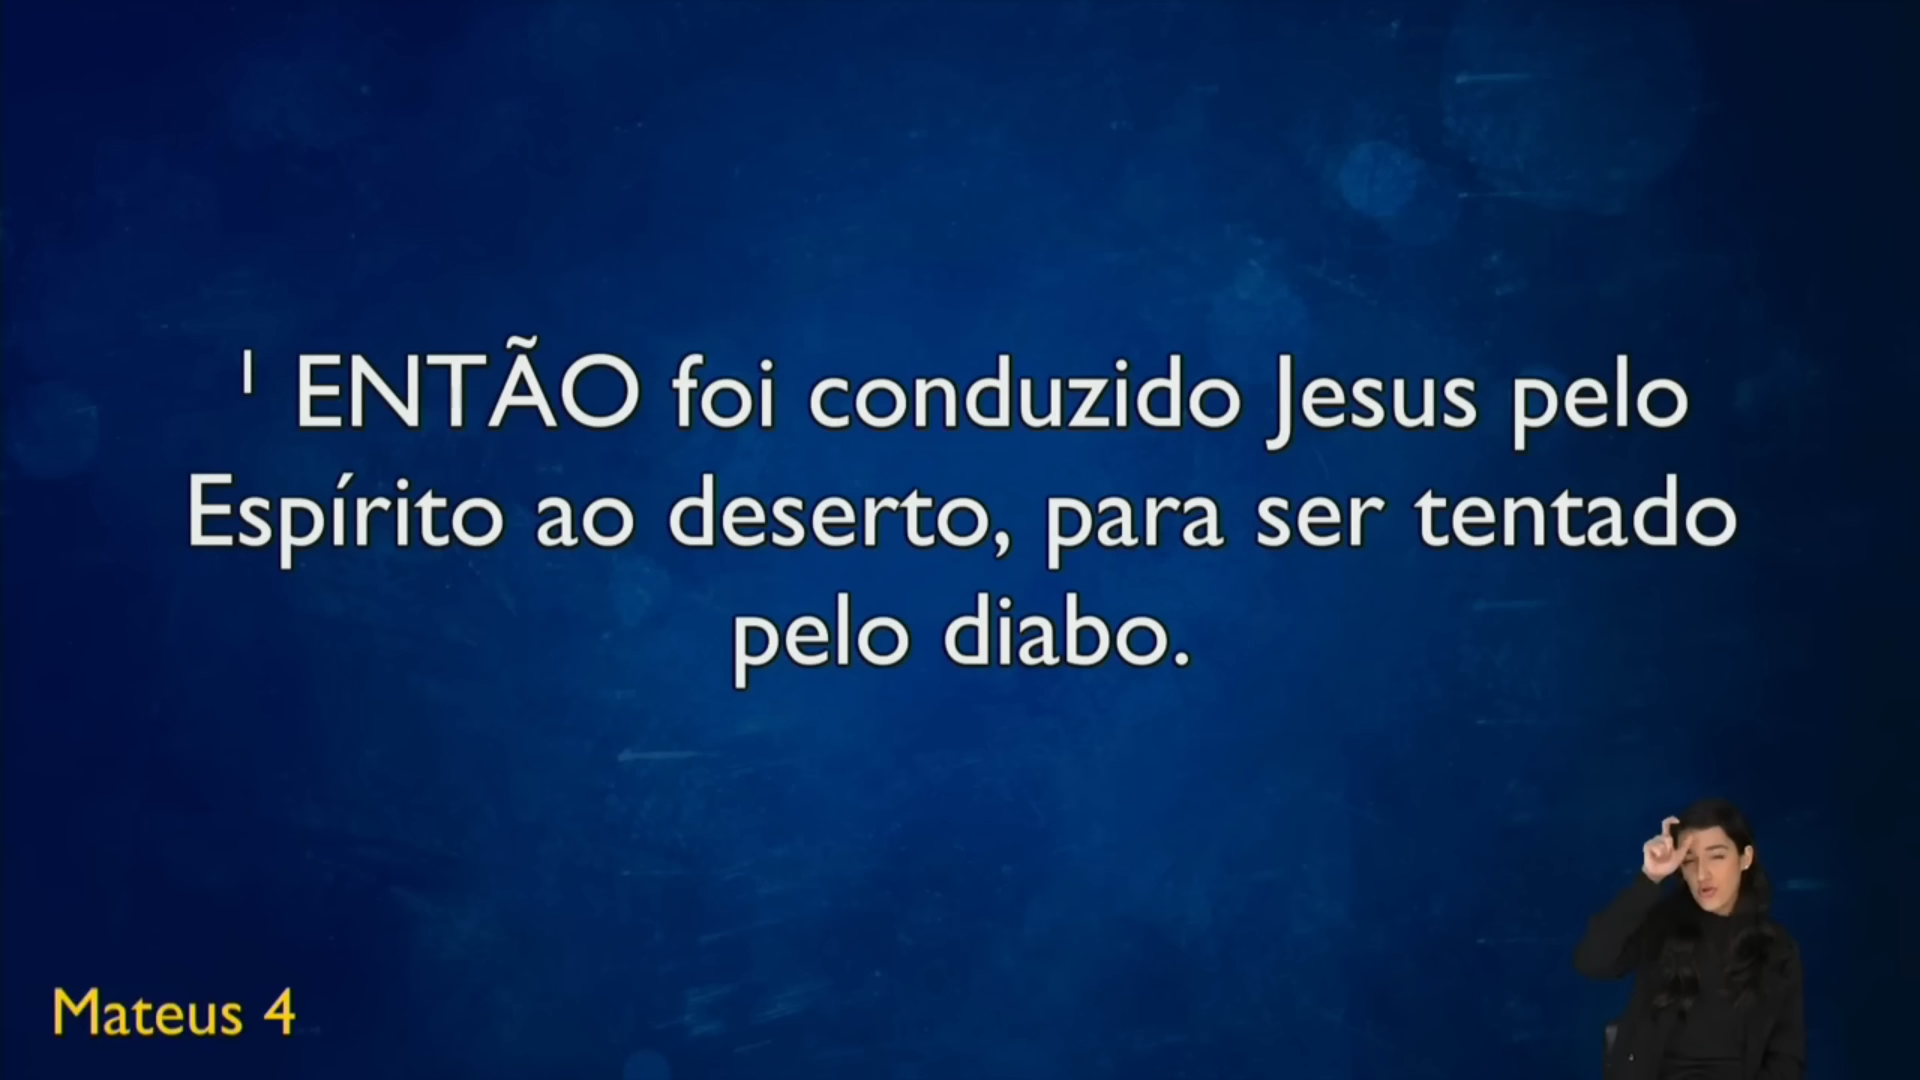 ¹ ENTÃO foi conduzido Jesus pelo
Espírito ao deserto, para ser tentado
pelo diabo.
Mateus 4